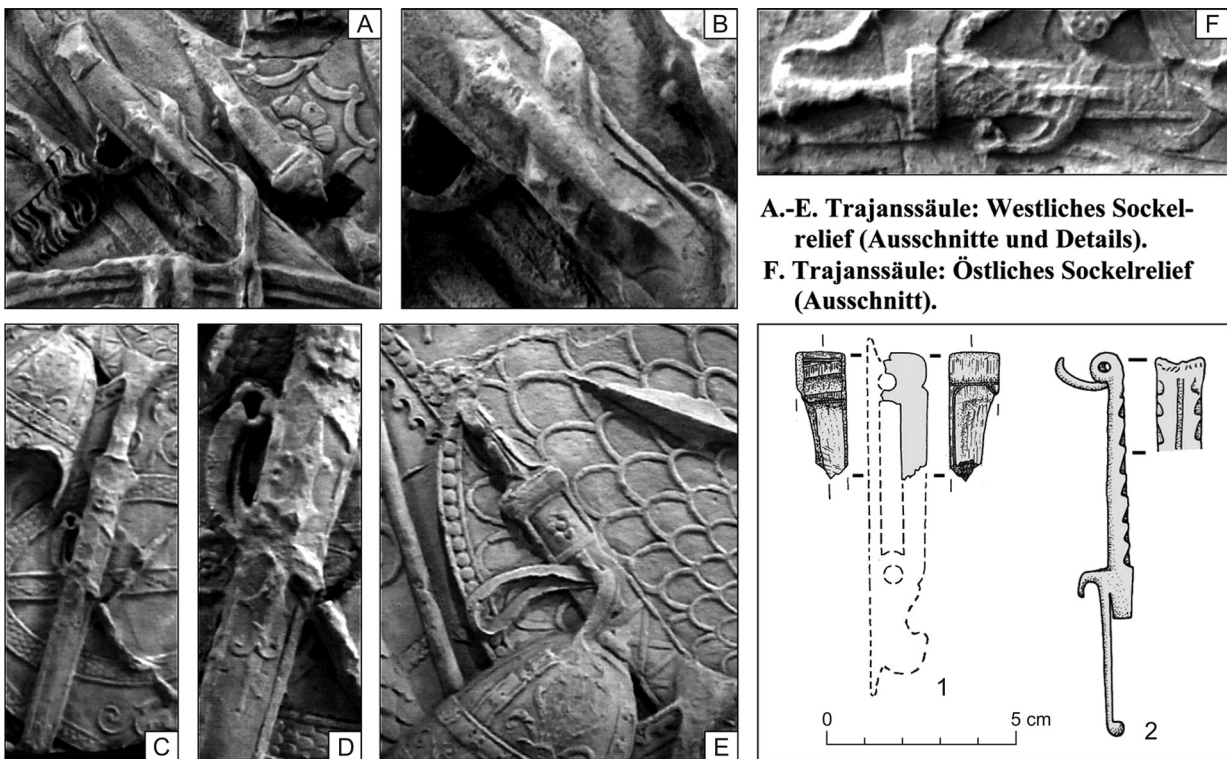 A
B
F
A.-E. Trajanssäule: Westliches Sockel-
relief (Ausschnitte und Details).
F. Trajanssäule: Östliches Sockelrelief
(Ausschnitt).
C
D
E
1
2
0 5 cm